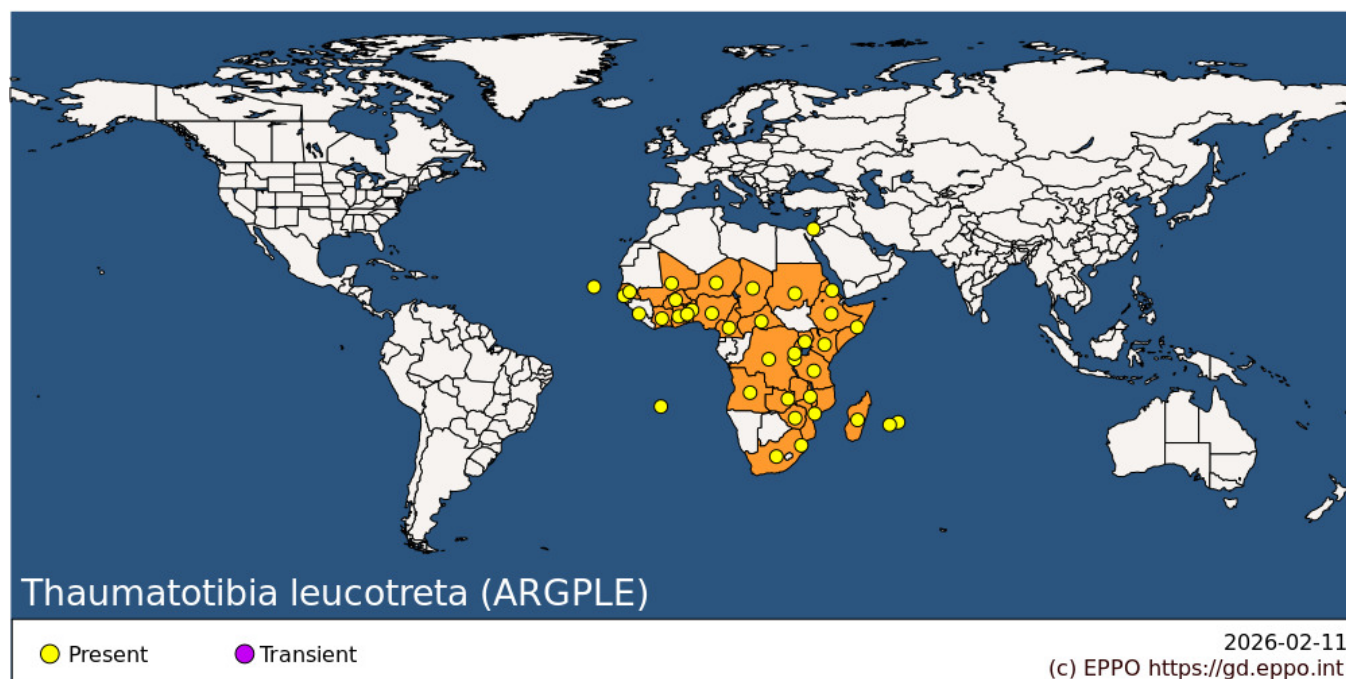 Thaumatotibia leucotreta (ARGPLE)
Present
Transient
2026-02-11
(c) EPPO https://gd.eppo.int